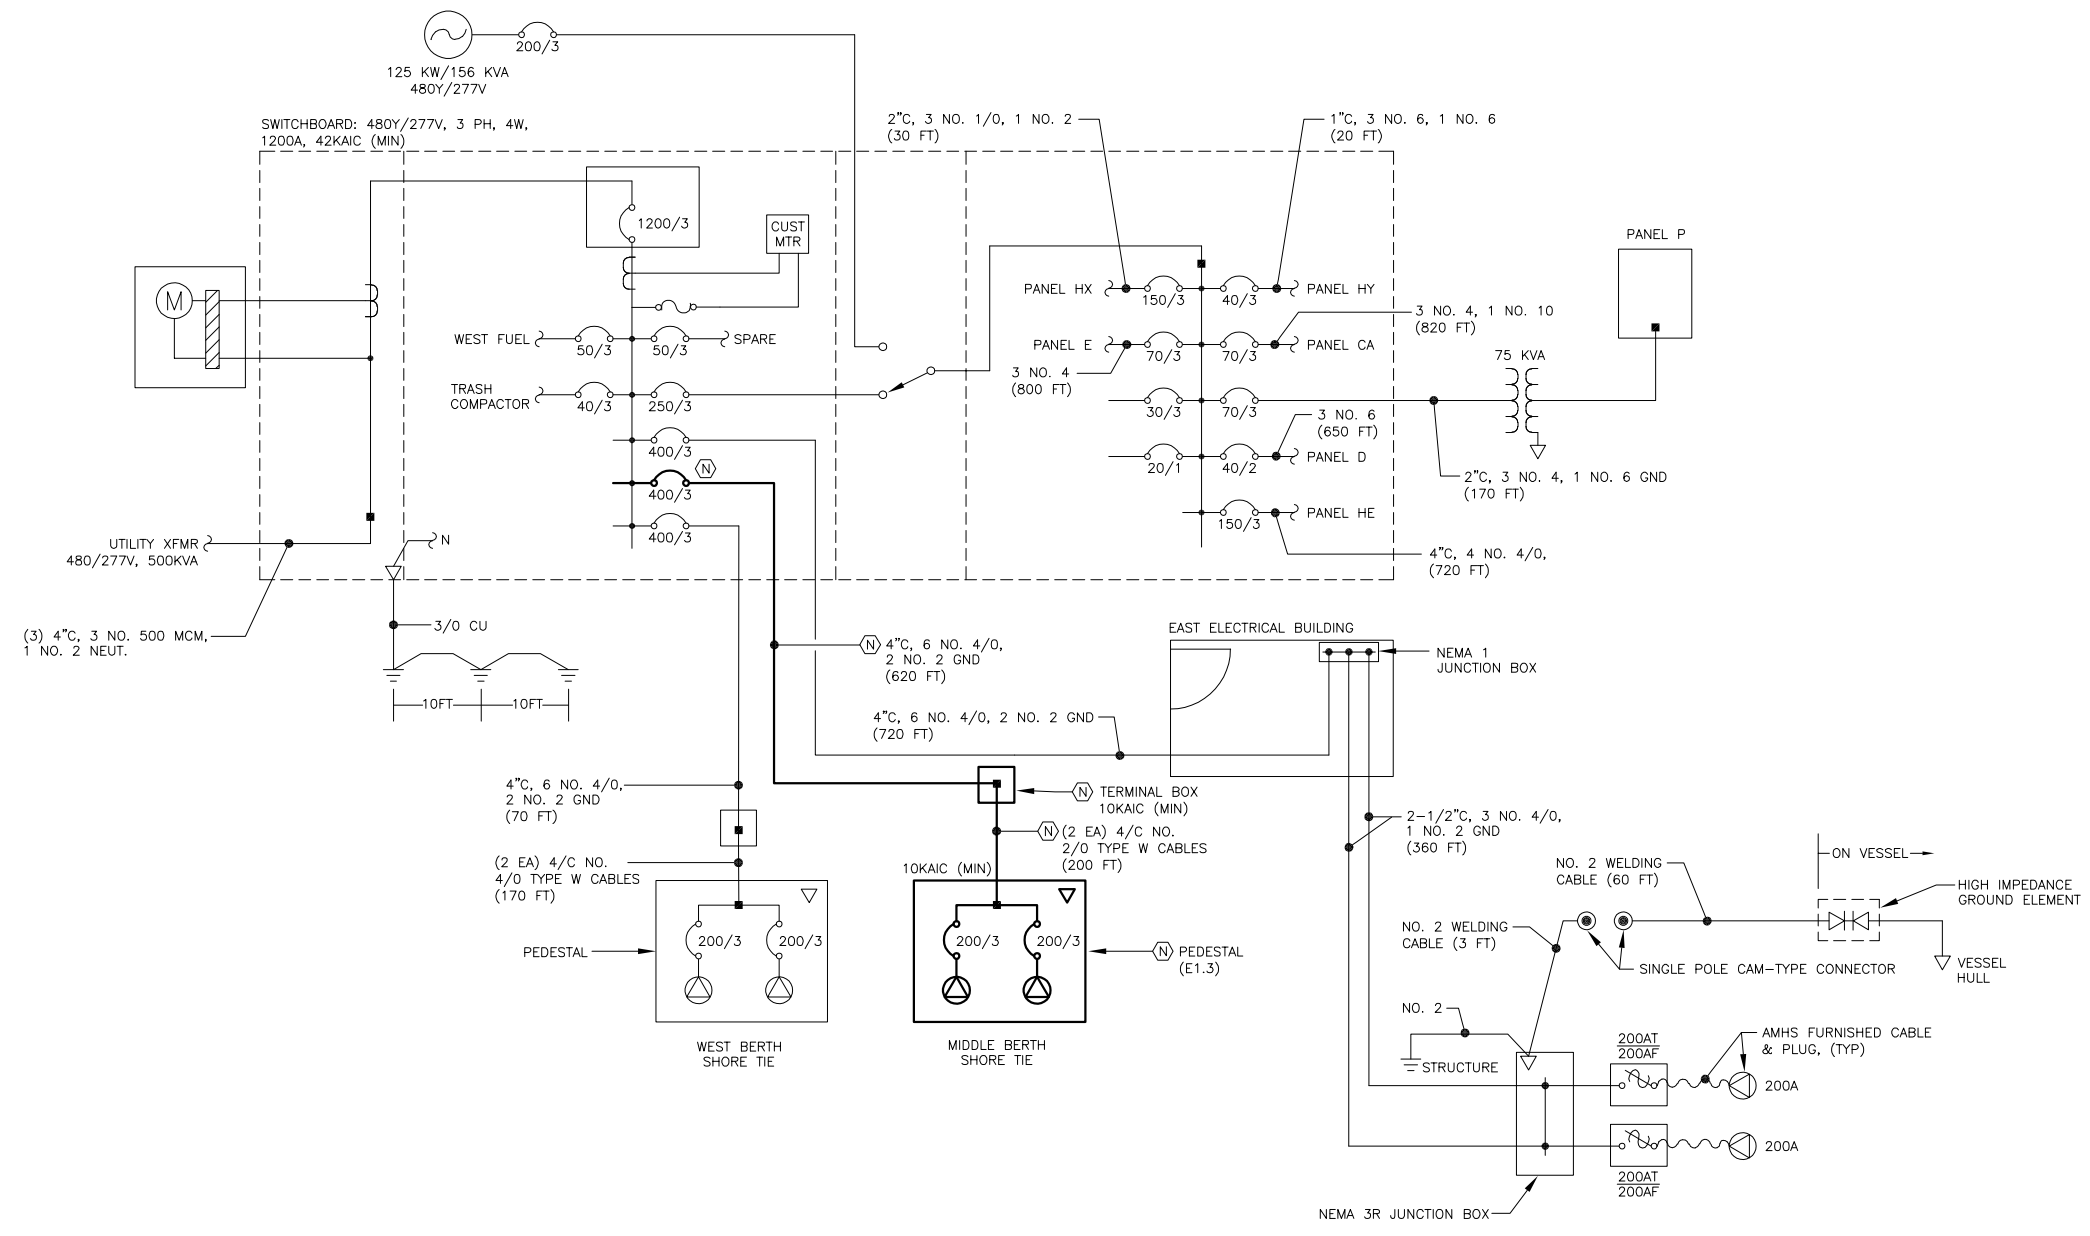 200/3
125 KW/156 KVA
480Y/277V
SWITCHBOARD: 480Y/277V, 3 PH, 4W,
1200A, 42KAIC (MIN)
2"C, 3 NO. 1/0, 1 NO. 2
(30 FT)
1"C, 3 NO. 6, 1 NO. 6
(20 FT)
1200/3
CUST
MTR
M
PANEL P
PANEL HX
150/3
40/3
PANEL HY
3 NO. 4, 1 NO. 10
(820 FT)
WEST FUEL
50/3
50/3
SPARE
PANEL E
70/3
70/3
PANEL CA
3 NO. 4
(800 FT)
75 KVA
TRASH
COMPACTOR
40/3
250/3
30/3
70/3
3 NO. 6
(650 FT)
400/3
20/1
40/2
PANEL D
N
400/3
2"C, 3 NO. 4, 1 NO. 6 GND
(170 FT)
150/3
PANEL HE
400/3
UTILITY XFMR
480/277V, 500KVA
N
4"C, 4 NO. 4/0,
(720 FT)
(3) 4"C, 3 NO. 500 MCM,
1 NO. 2 NEUT.
3/0 CU
10FT
10FT
N
4"C, 6 NO. 4/0,
2 NO. 2 GND
(620 FT)
EAST ELECTRICAL BUILDING
NEMA 1
JUNCTION BOX
4"C, 6 NO. 4/0, 2 NO. 2 GND
(720 FT)
4"C, 6 NO. 4/0,
2 NO. 2 GND
(70 FT)
N
TERMINAL BOX
10KAIC (MIN)
(2 EA) 4/C NO.
4/0 TYPE W CABLES
(170 FT)
N
(2 EA) 4/C NO.
2/0 TYPE W CABLES
(200 FT)
10KAIC (MIN)
2-1/2"C, 3 NO. 4/0,
1 NO. 2 GND
(360 FT)
200/3
200/3
PEDESTAL
200/3
200/3
N
PEDESTAL
(E1.3)
WEST BERTH
SHORE TIE
MIDDLE BERTH
SHORE TIE
ON VESSEL
NO. 2 WELDING
CABLE (60 FT)
HIGH IMPEDANCE
GROUND ELEMENT
NO. 2 WELDING
CABLE (3 FT)
SINGLE POLE CAM-TYPE CONNECTOR
VESSEL
HULL
NO. 2
STRUCTURE
200AT
200AF
AMHS FURNISHED CABLE
& PLUG, (TYP)
200A
200A
200AT
200AF
NEMA 3R JUNCTION BOX